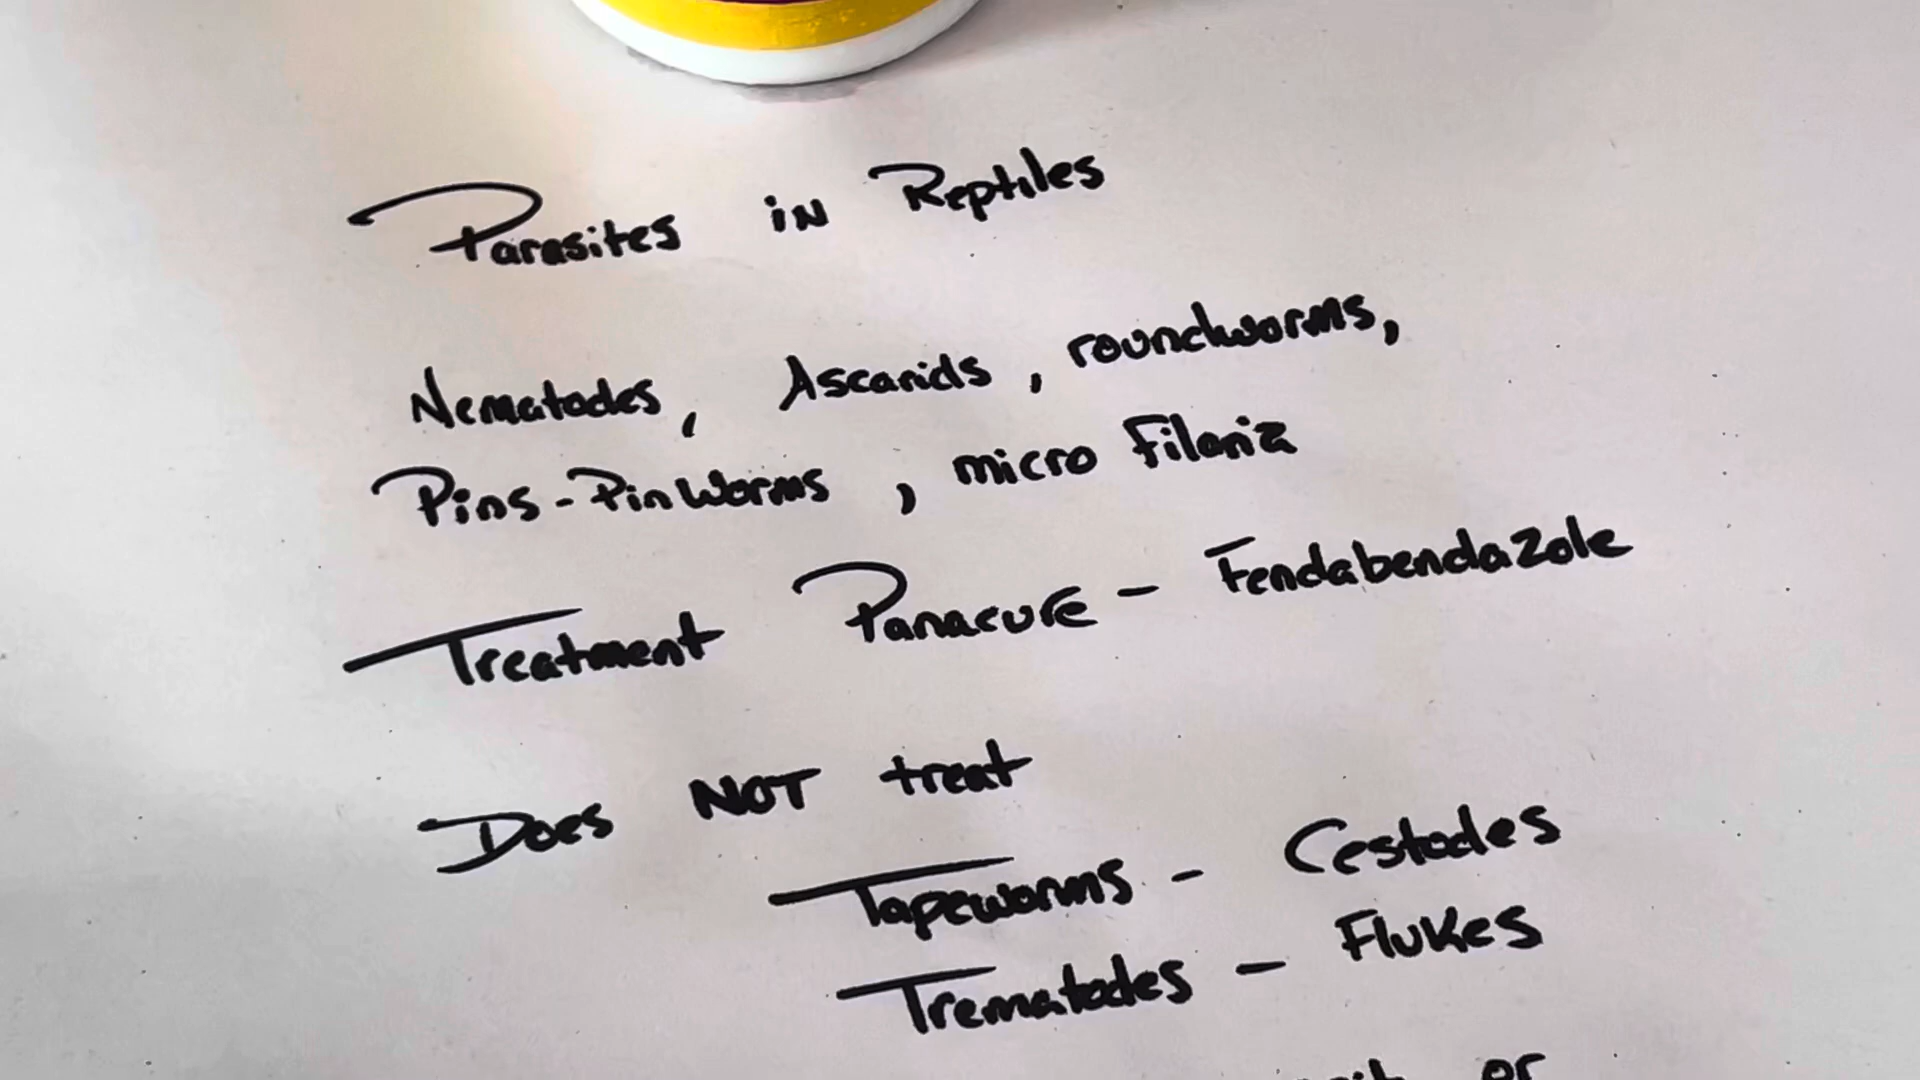 Parasites in Reptiles
Nematodes, Ascarids, roundworms,
Pins-Pinworms, micro filaria
Treatment Panacure - Fendabendazole
Does NOT treat
Tapeworms - Cestodes
Trematodes - Flukes
or